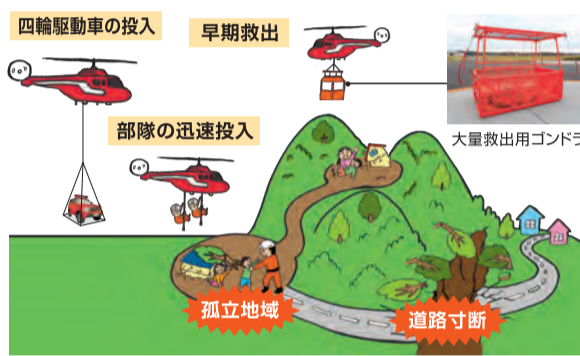 四輪駆動車の投入
早期救出
部隊の迅速投入
大量救出用ゴンドラ
孤立地域
道路寸断